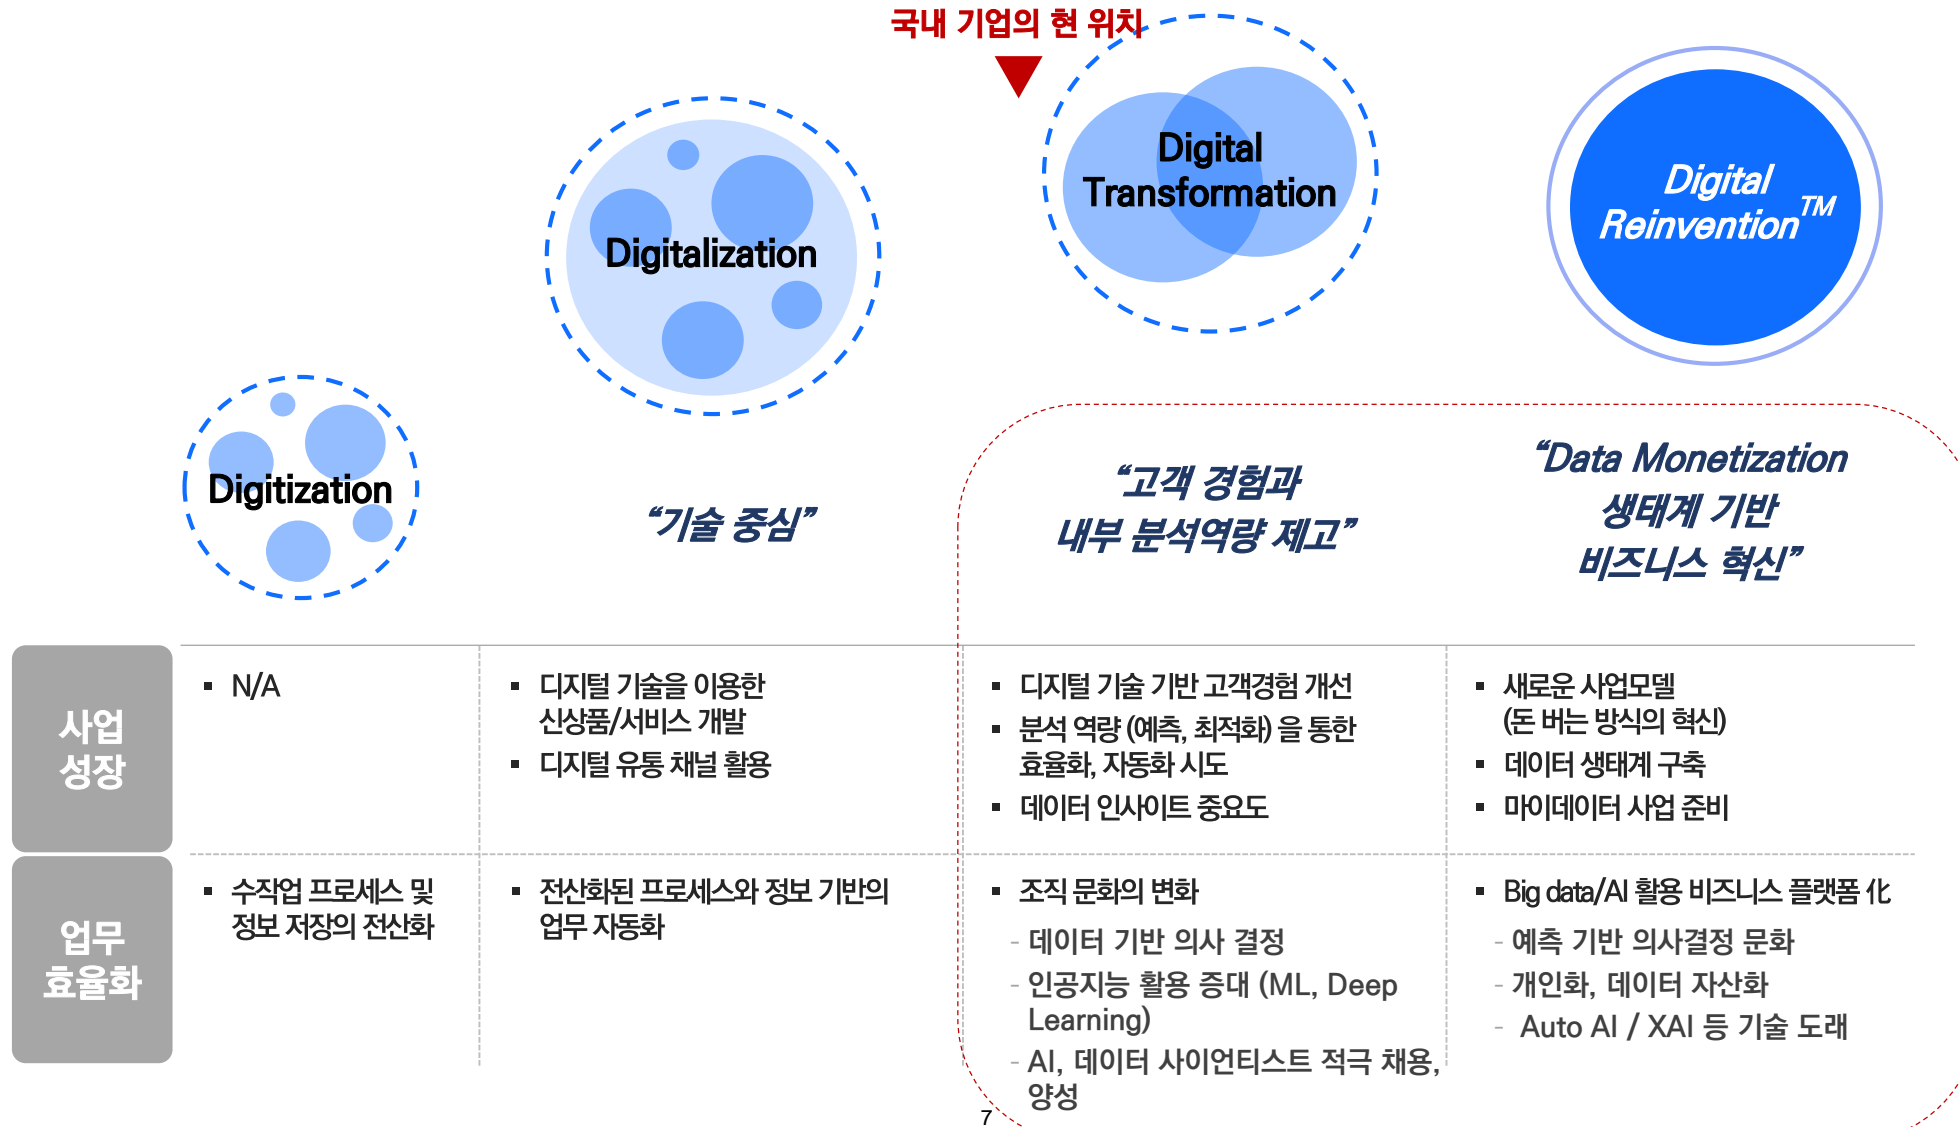 국내 기업의 현 위치
Digitization
Digitalization
Digital
Transformation
Digital
Reinvention™
“기술 중심”
“고객 경험과
내부 분석역량 제고”
“Data Monetization
생태계 기반
비즈니스 혁신”
사업
성장
▪ N/A
▪ 디지털 기술을 이용한
신상품/서비스 개발
▪ 디지털 유통 채널 활용
▪ 디지털 기술 기반 고객경험 개선
▪ 분석 역량 (예측, 최적화) 을 통한
효율화, 자동화 시도
▪ 데이터 인사이트 중요도
▪ 새로운 사업모델
(돈 버는 방식의 혁신)
▪ 데이터 생태계 구축
▪ 마이데이터 사업 준비
업무
효율화
▪ 수작업 프로세스 및
정보 저장의 전산화
▪ 전산화된 프로세스와 정보 기반의
업무 자동화
▪ 조직 문화의 변화
- 데이터 기반 의사 결정
- 인공지능 활용 증대 (ML, Deep
Learning)
- AI, 데이터 사이언티스트 적극 채용,
양성
▪ Big data/AI 활용 비즈니스 플랫폼 化
- 예측 기반 의사결정 문화
- 개인화, 데이터 자산화
- Auto AI / XAI 등 기술 도래
7